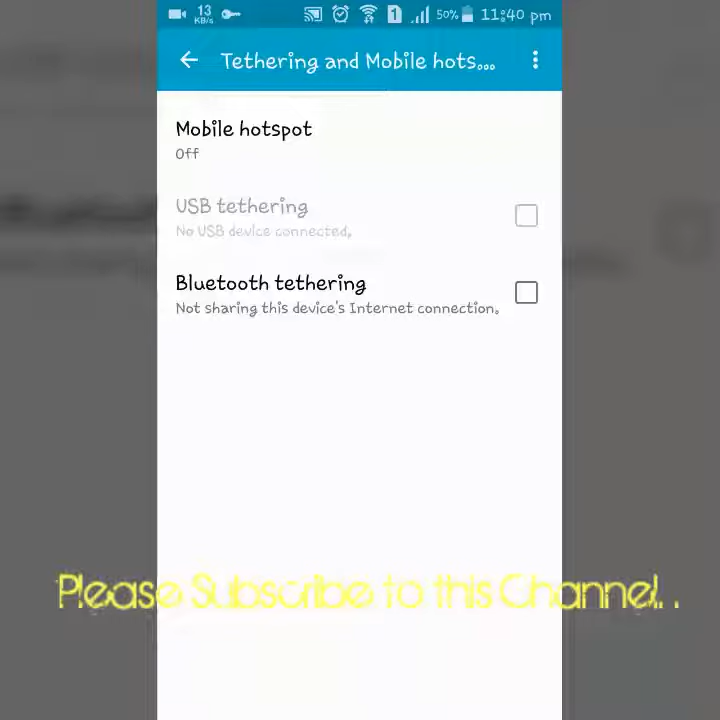 13
KB/s
1
50%
11:40 pm
Tethering and Mobile hots...
Mobile hotspot
Off
USB tethering
No USB device connected.
Bluetooth tethering
Not sharing this device's Internet connection.
Please Subscribe to this Channel. .